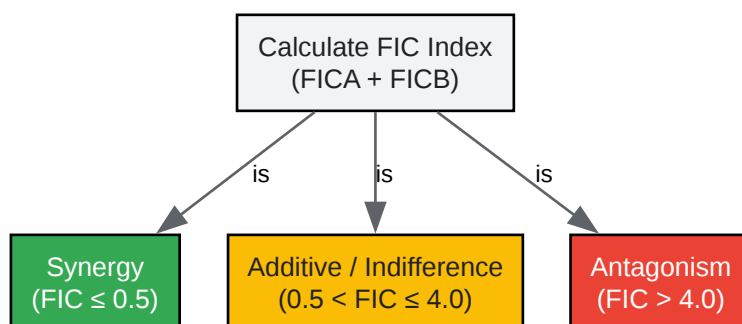 Calculate FIC Index
(FICA + FICB)
is
is
is
Synergy
(FIC ≤ 0.5)
Additive / Indifference
(0.5 < FIC ≤ 4.0)
Antagonism
(FIC > 4.0)